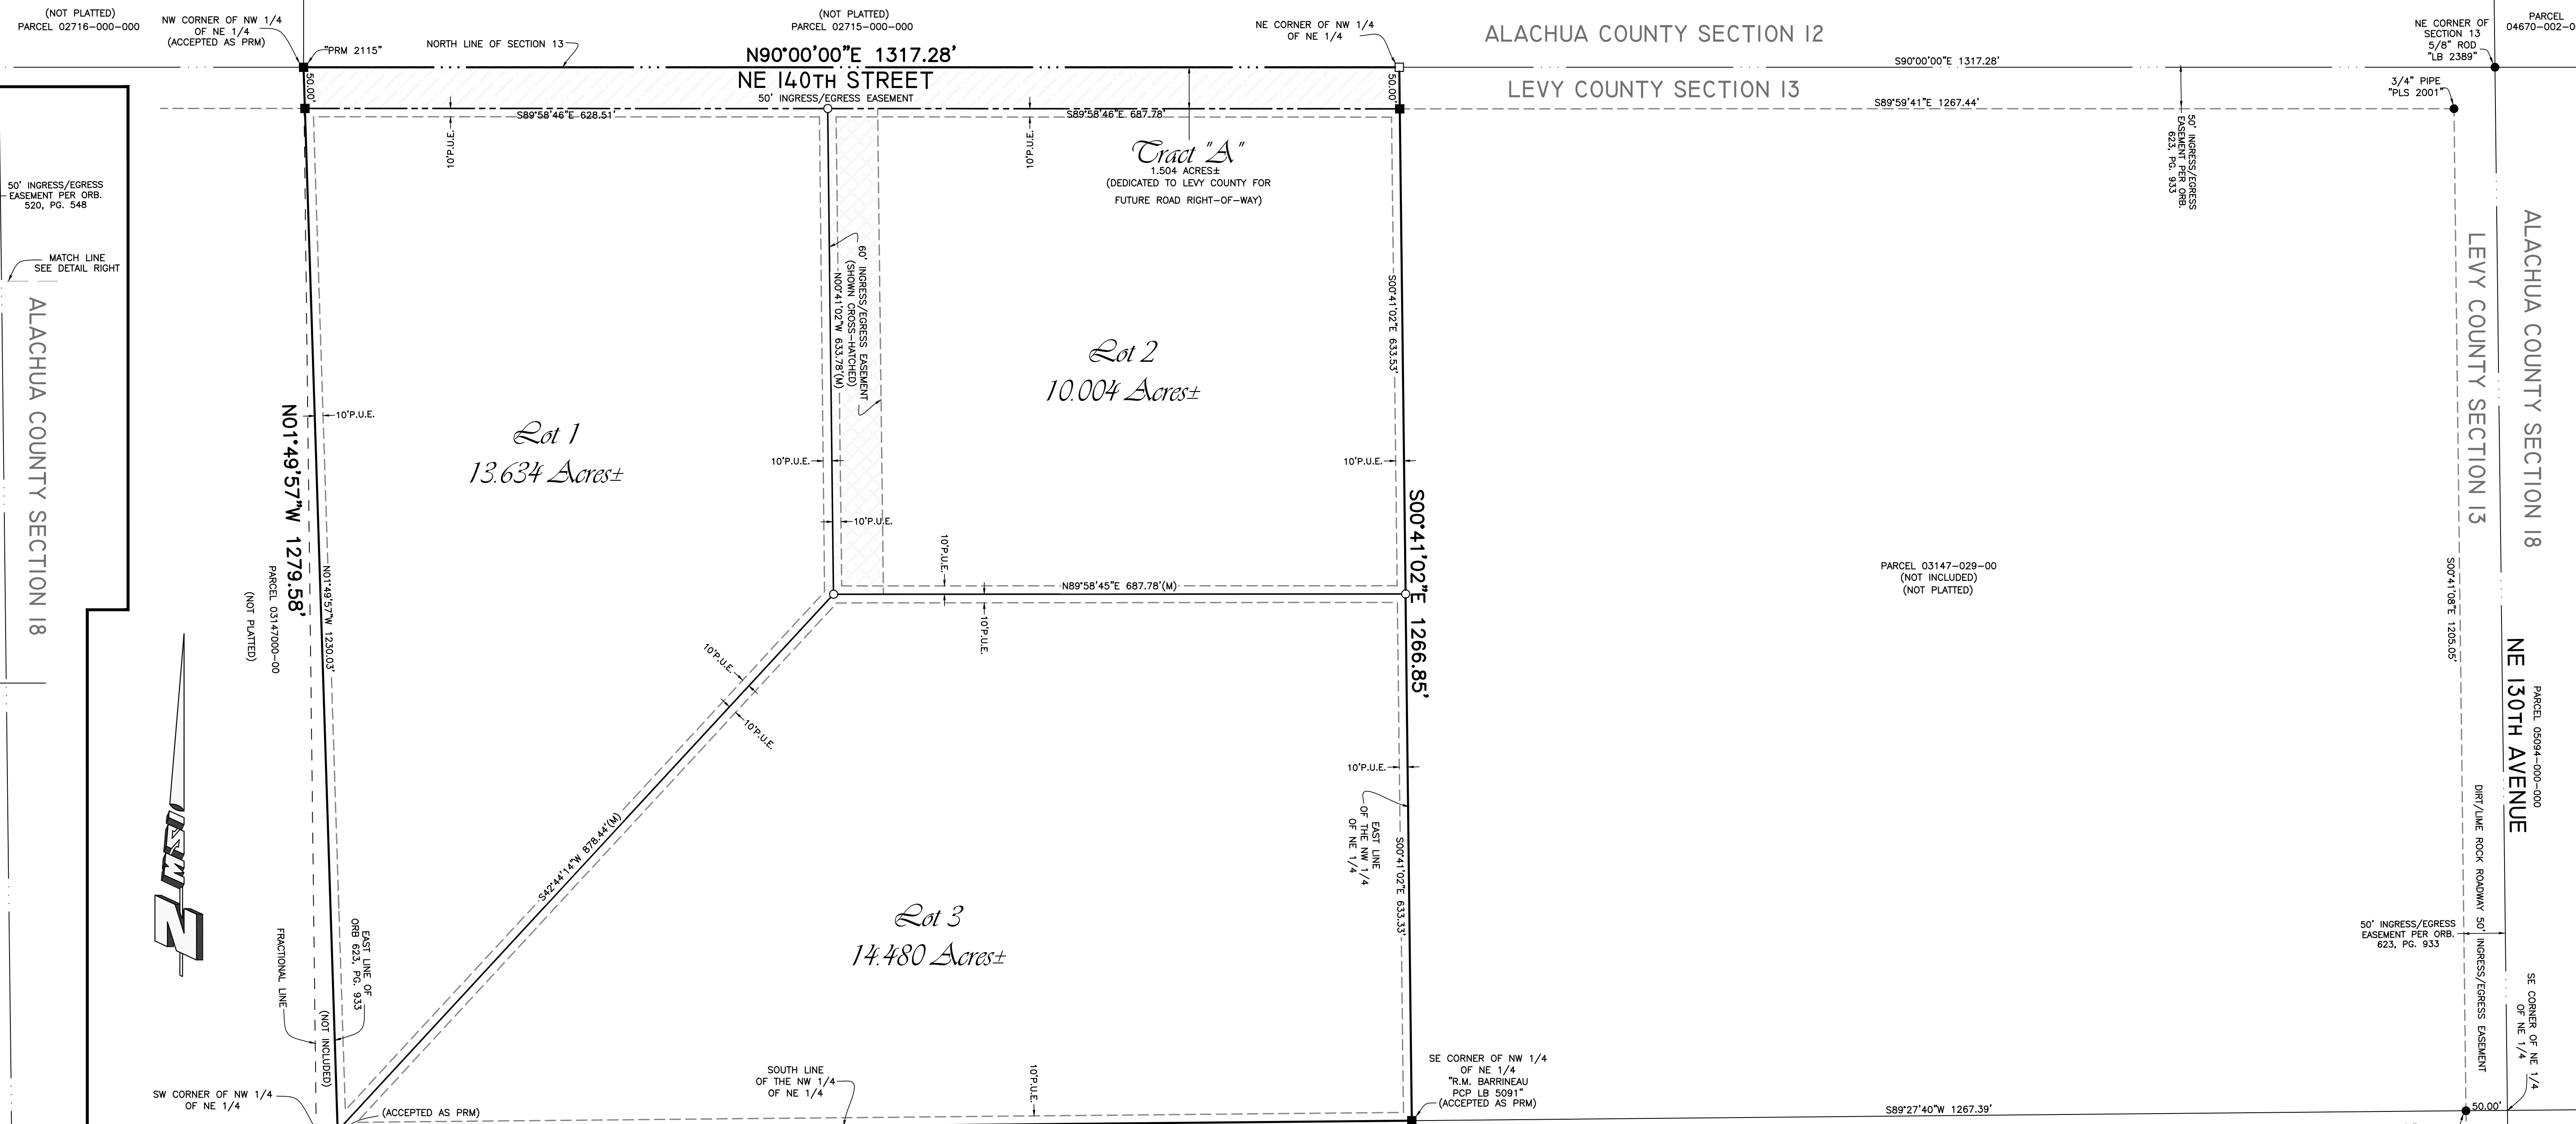 (NOT PLATTED)
PARCEL 02716-000-000
NW CORNER OF NW 1/4
OF NE 1/4
(ACCEPTED AS PRM)
"PRM 2115"
NORTH LINE OF SECTION 13
(NOT PLATTED)
PARCEL 02715-000-000
N90°00'00"E 1317.28'
NE 140TH STREET
50' INGRESS/EGRESS EASEMENT
NE CORNER OF NW 1/4
OF NE 1/4
ALACHUA COUNTY SECTION 12
LEVY COUNTY SECTION 13
S90°00'00"E 1317.28'
S89°59'41"E 1267.44'
NE CORNER OF
SECTION 13
5/8" ROD
"LB 2389"
3/4" PIPE
"PLS 2001"
PARCEL
04670-002-0
50.00'
50.00'
S89°58'46"E 628.51'
S89°58'46"E 687.78'
10'P.U.E.
10'P.U.E.
Tract "A"
1.504 ACRES±
(DEDICATED TO LEVY COUNTY FOR
FUTURE ROAD RIGHT-OF-WAY)
50' INGRESS/EGRESS
EASEMENT PER ORB.
623, PG. 933
50' INGRESS/EGRESS
EASEMENT PER ORB.
520, PG. 548
MATCH LINE
SEE DETAIL RIGHT
ALACHUA COUNTY SECTION 18
60' INGRESS/EGRESS EASEMENT
(SHOWN CROSS-HATCHED)
N00°41'02"W 633.78'(M)
S00°41'02"E 633.53'
Lot 2
10.004 Acres±
Lot 1
13.634 Acres±
10'P.U.E.
10'P.U.E.
10'P.U.E.
10'P.U.E.
N01°49'57"W 1279.58'
N01°49'57"W 1230.03'
PARCEL 03147000-00
(NOT PLATTED)
10'P.U.E.
N89°58'45"E 687.78'(M)
10'P.U.E.
S00°41'02"E 1266.85'
PARCEL 03147-029-00
(NOT INCLUDED)
(NOT PLATTED)
LEVY COUNTY SECTION 13
ALACHUA COUNTY SECTION 18
S00°41'08"E 1205.05'
NE 130TH AVENUE
PARCEL 05094-000-000
DIRT/LIME ROCK ROADWAY 50' INGRESS/EGRESS EASEMENT
10'P.U.E.
10'P.U.E.
S42°44'14"W 878.44'(M)
10'P.U.E.
EAST LINE
OF THE NW 1/4
OF NE 1/4
S00°41'02"E 633.33'
Lot 3
14.480 Acres±
50' INGRESS/EGRESS
EASEMENT PER ORB.
623, PG. 933
N
FRACTIONAL LINE
EAST LINE OF
ORB 623, PG. 933
(NOT INCLUDED)
SW CORNER OF NW 1/4
OF NE 1/4
(ACCEPTED AS PRM)
SOUTH LINE
OF THE NW 1/4
OF NE 1/4
10'P.U.E.
SE CORNER OF NW 1/4
OF NE 1/4
"R.M. BARRINEAU
PCP LB 5091"
(ACCEPTED AS PRM)
S89°27'40"W 1267.39'
SE CORNER OF NE 1/4
OF NE 1/4
50.00'